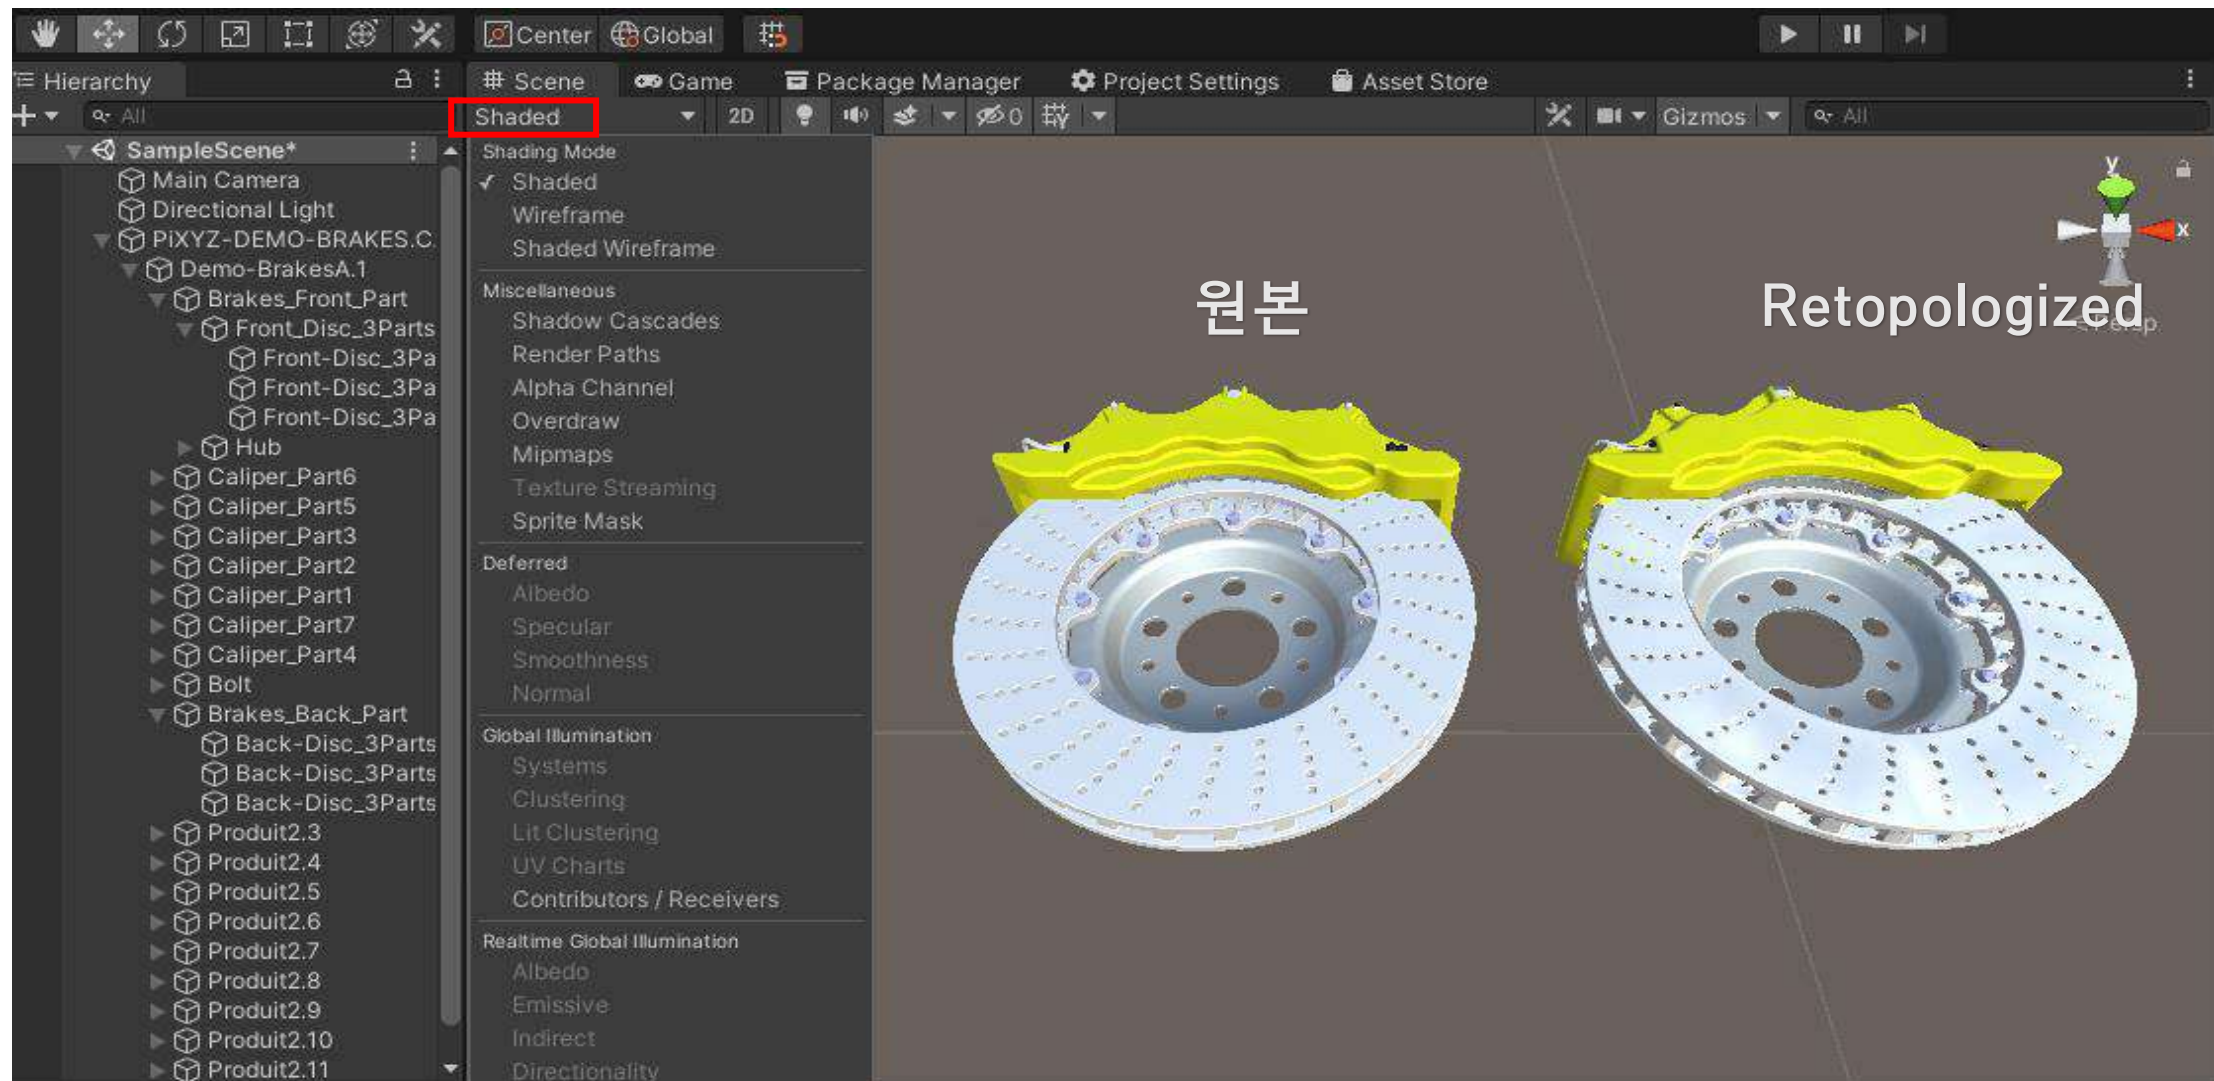 Center Global
Hierarchy
Scene Game Package Manager Project Settings Asset Store
All
Shaded 2D 0 Gizmos All
SampleScene*
Main Camera
Directional Light
PiXYZ-DEMO-BRAKES.C
Demo-BrakesA.1
Brakes_Front_Part
Front_Disc_3Parts
Front-Disc_3Pa
Front-Disc_3Pa
Front-Disc_3Pa
Hub
Caliper_Part6
Caliper_Part5
Caliper_Part3
Caliper_Part2
Caliper_Part1
Caliper_Part7
Caliper_Part4
Bolt
Brakes_Back_Part
Back-Disc_3Parts
Back-Disc_3Parts
Back-Disc_3Parts
Produit2.3
Produit2.4
Produit2.5
Produit2.6
Produit2.7
Produit2.8
Produit2.9
Produit2.10
Produit2.11
Shading Mode
Shaded
Wireframe
Shaded Wireframe
Miscellaneous
Shadow Cascades
Render Paths
Alpha Channel
Overdraw
Mipmaps
Texture Streaming
Sprite Mask
Deferred
Albedo
Specular
Smoothness
Normal
Global Illumination
Systems
Clustering
Lit Clustering
UV Charts
Contributors / Receivers
Realtime Global Illumination
Albedo
Emissive
Indirect
Directionality
y
x
원본
Retopologized
Persp